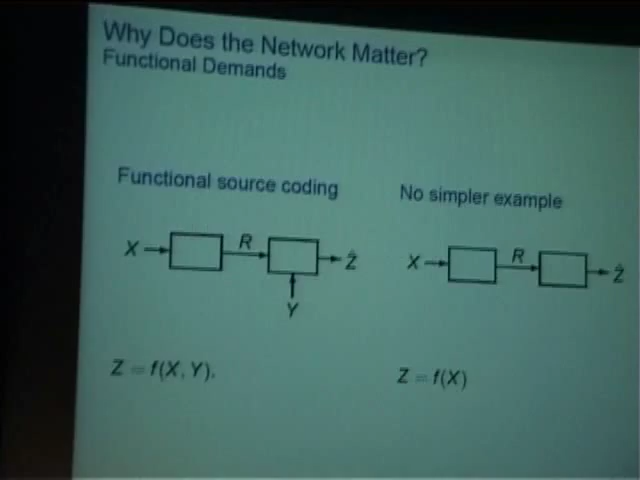 Why Does the Network Matter?
Functional Demands
Functional source coding
No simpler example
X R Ẑ
Y
X R Ẑ
Z = f(X, Y).
Z = f(X)